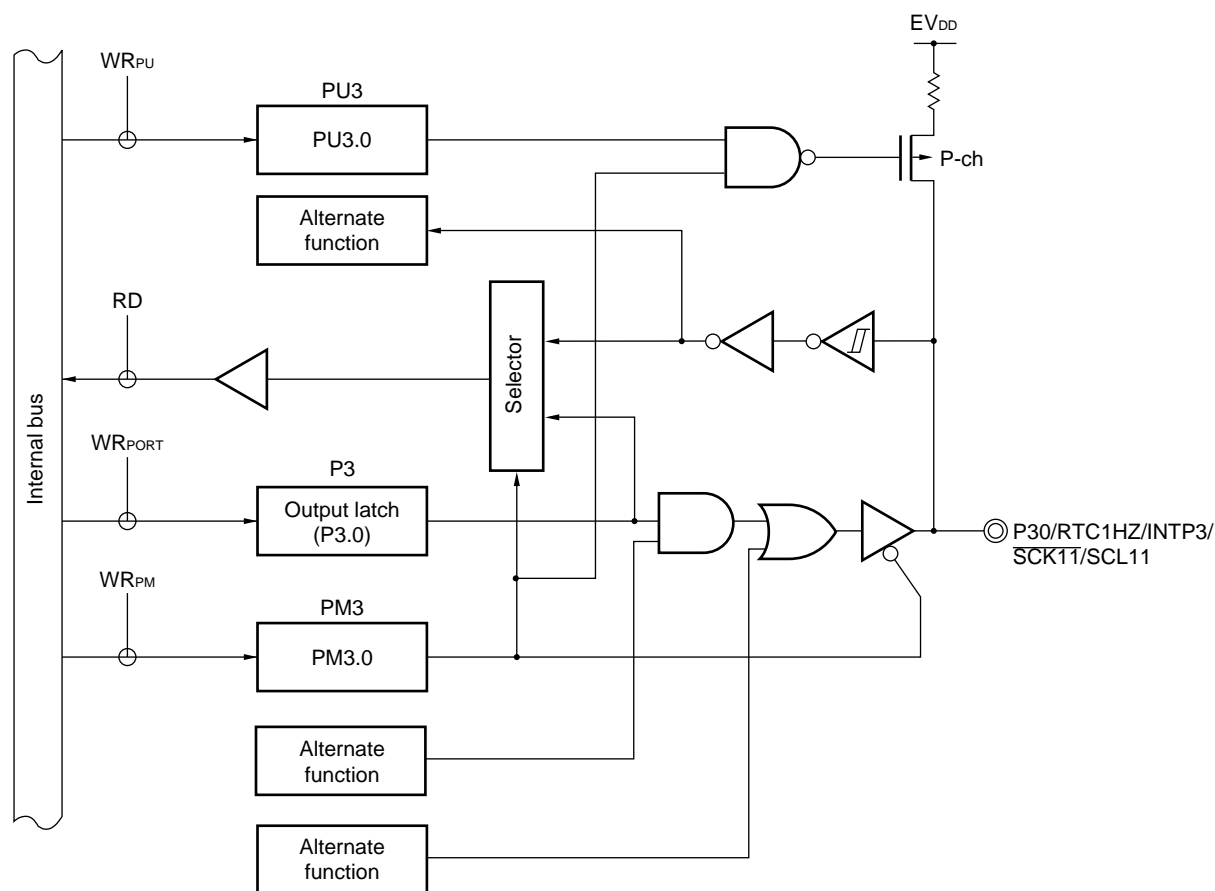 EVDD
WRPU
PU3
PU3.0
P-ch
Alternate
function
RD
Selector
Internal bus
WRPORT
P3
Output latch
(P3.0)
P30/RTC1HZ/INTP3/
SCK11/SCL11
WRPM
PM3
PM3.0
Alternate
function
Alternate
function